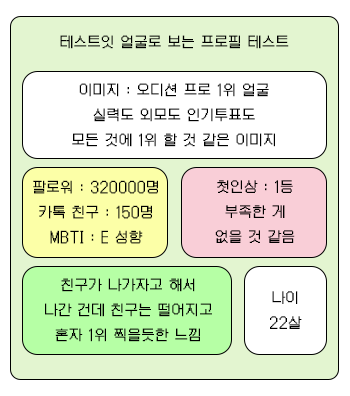 테스트잇 얼굴로 보는 프로필 테스트
이미지 : 오디션 프로 1위 얼굴
실력도 외모도 인기투표도
모든 것에 1위 할 것 같은 이미지
팔로워 : 320000명
카톡 친구 : 150명
MBTI : E 성향
첫인상 : 1등
부족한 게
없을 것 같음
친구가 나가자고 해서
나간 건데 친구는 떨어지고
혼자 1위 찍을듯한 느낌
나이
22살